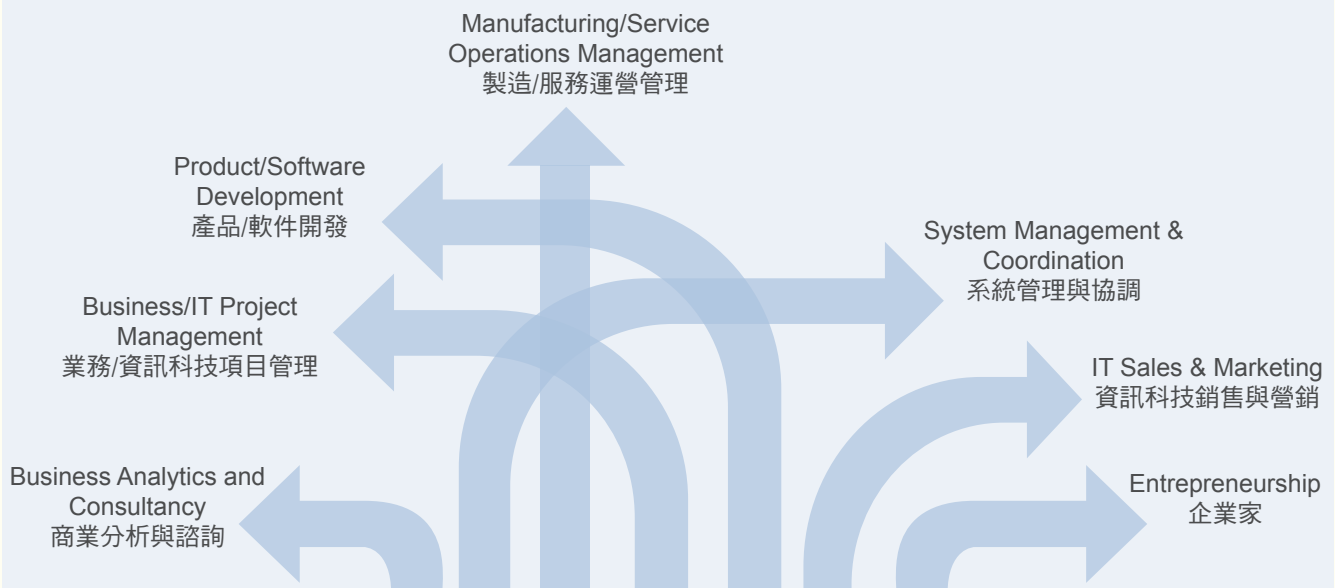 Manufacturing/Service
Operations Management
製造/服務運營管理
Product/Software
Development
產品/軟件開發
System Management &
Coordination
系統管理與協調
Business/IT Project
Management
業務/資訊科技項目管理
IT Sales & Marketing
資訊科技銷售與營銷
Business Analytics and
Consultancy
商業分析與諮詢
Entrepreneurship
企業家